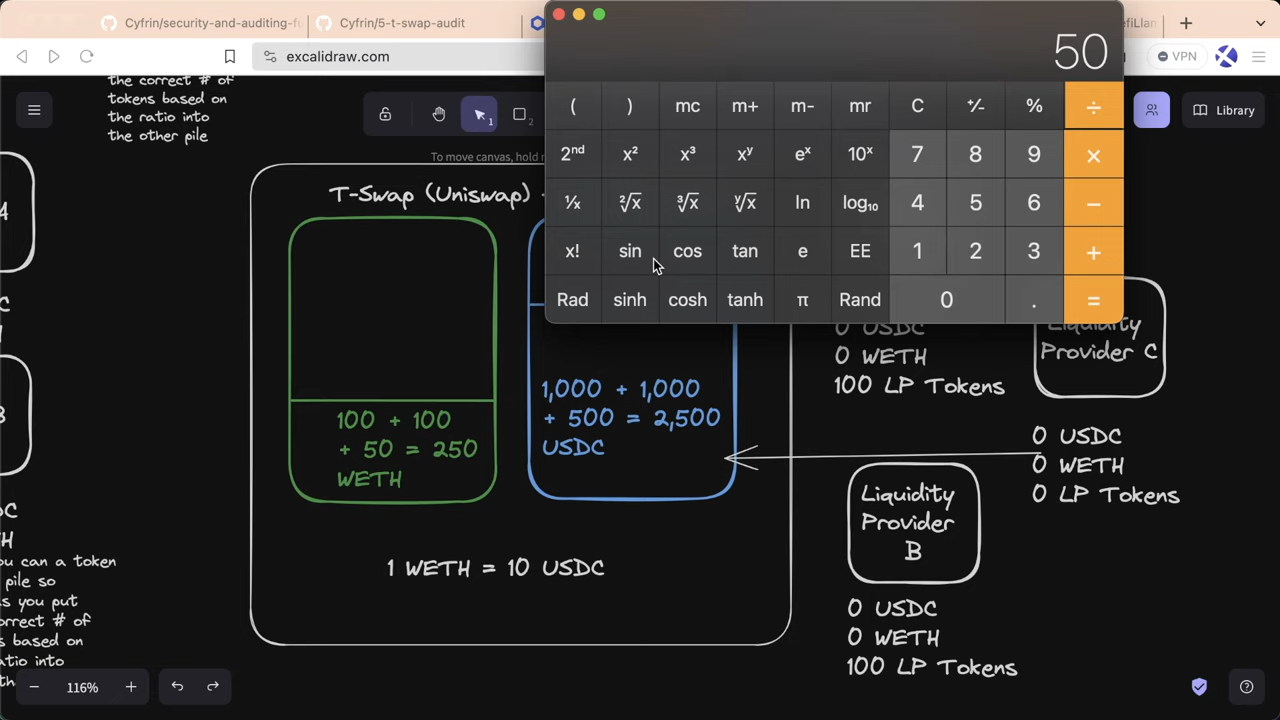 Cyfrin/security-and-auditing-fu
Cyfrin/5-t-swap-audit
efiLlam
excalidraw.com
VPN
the correct # of
tokens based on
the ratio into
the other pile
1
2
To move canvas, hold
Library
50
( ) mc m+ m- mr C +/- % ÷
2nd x² x³ xʸ eˣ 10ˣ 7 8 9 ×
¹/x ²√x ³√x ʸ√x ln log₁₀ 4 5 6 −
x! sin cos tan e EE 1 2 3 +
Rad sinh cosh tanh π Rand 0 . =
T-Swap (Uniswap)
100 + 100
+ 50 = 250
WETH
1,000 + 1,000
+ 500 = 2,500
USDC
1 WETH = 10 USDC
0 USDC
0 WETH
100 LP Tokens
Liquidity
Provider C
0 USDC
0 WETH
0 LP Tokens
Liquidity
Provider
B
0 USDC
0 WETH
100 LP Tokens
can a token
pile so
you put
# of
based on
into
116%